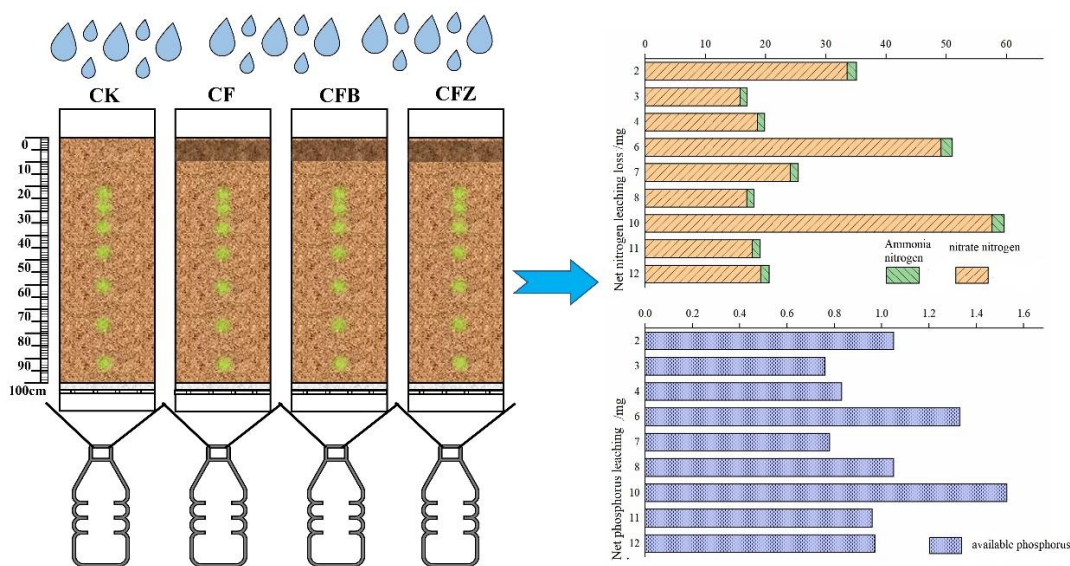 CK CF CFB CFZ
0
10
20
30
40
50
60
70
80
90
100cm
0 10 20 30 40 50 60
Net nitrogen leaching loss /mg
2
3
4
6
7
8
10
11
12
Ammonia
nitrogen
nitrate nitrogen
0.0 0.2 0.4 0.6 0.8 1.0 1.2 1.4 1.6
Net phosphorus leaching /mg
2
3
4
6
7
8
10
11
12
available phosphorus